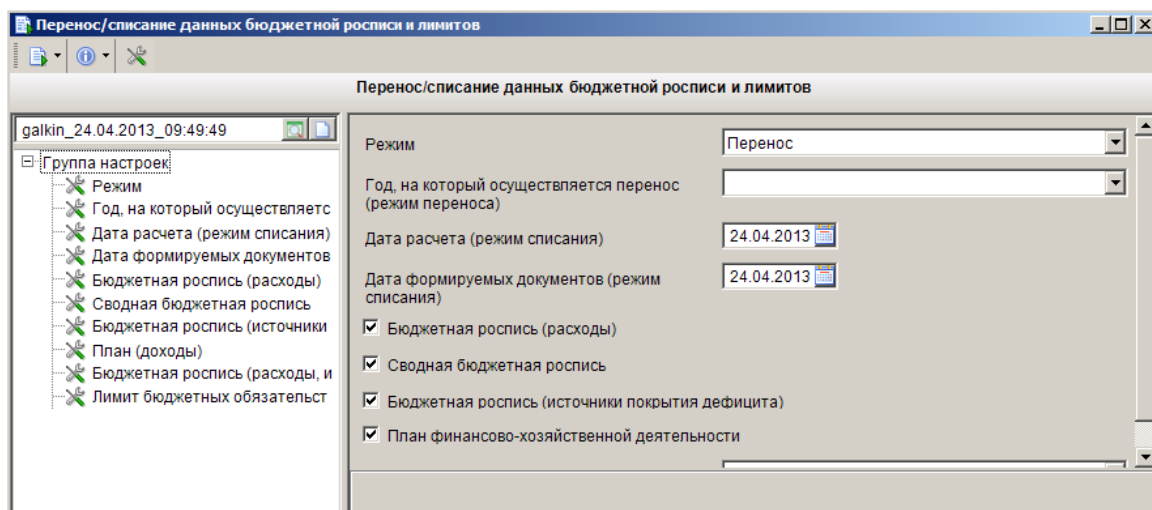 Перенос/списание данных бюджетной росписи и лимитов
Перенос/списание данных бюджетной росписи и лимитов
galkin_24.04.2013_09:49:49
Группа настроек
Режим
Год, на который осуществляетс
Дата расчета (режим списания)
Дата формируемых документов
Бюджетная роспись (расходы)
Сводная бюджетная роспись
Бюджетная роспись (источники
План (доходы)
Бюджетная роспись (расходы, и
Лимит бюджетных обязательст
Режим
Перенос
Год, на который осуществляется перенос
(режим переноса)
Дата расчета (режим списания)
24.04.2013
Дата формируемых документов (режим
списания)
24.04.2013
Бюджетная роспись (расходы)
Сводная бюджетная роспись
Бюджетная роспись (источники покрытия дефицита)
План финансово-хозяйственной деятельности